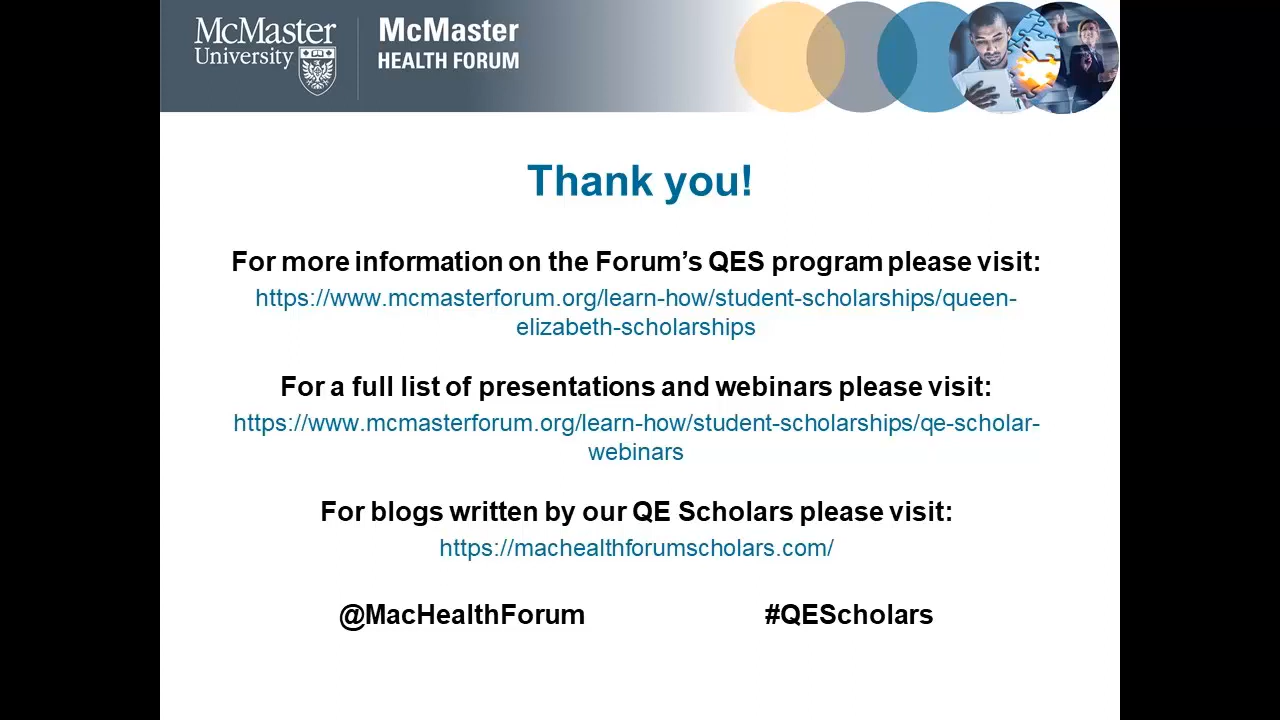 McMaster
University
McMaster
HEALTH FORUM
Thank you!
For more information on the Forum's QES program please visit:
https://www.mcmasterforum.org/learn-how/student-scholarships/queen-
elizabeth-scholarships
For a full list of presentations and webinars please visit:
https://www.mcmasterforum.org/learn-how/student-scholarships/qe-scholar-
webinars
For blogs written by our QE Scholars please visit:
https://machealthforumscholars.com/
@MacHealthForum #QEScholars